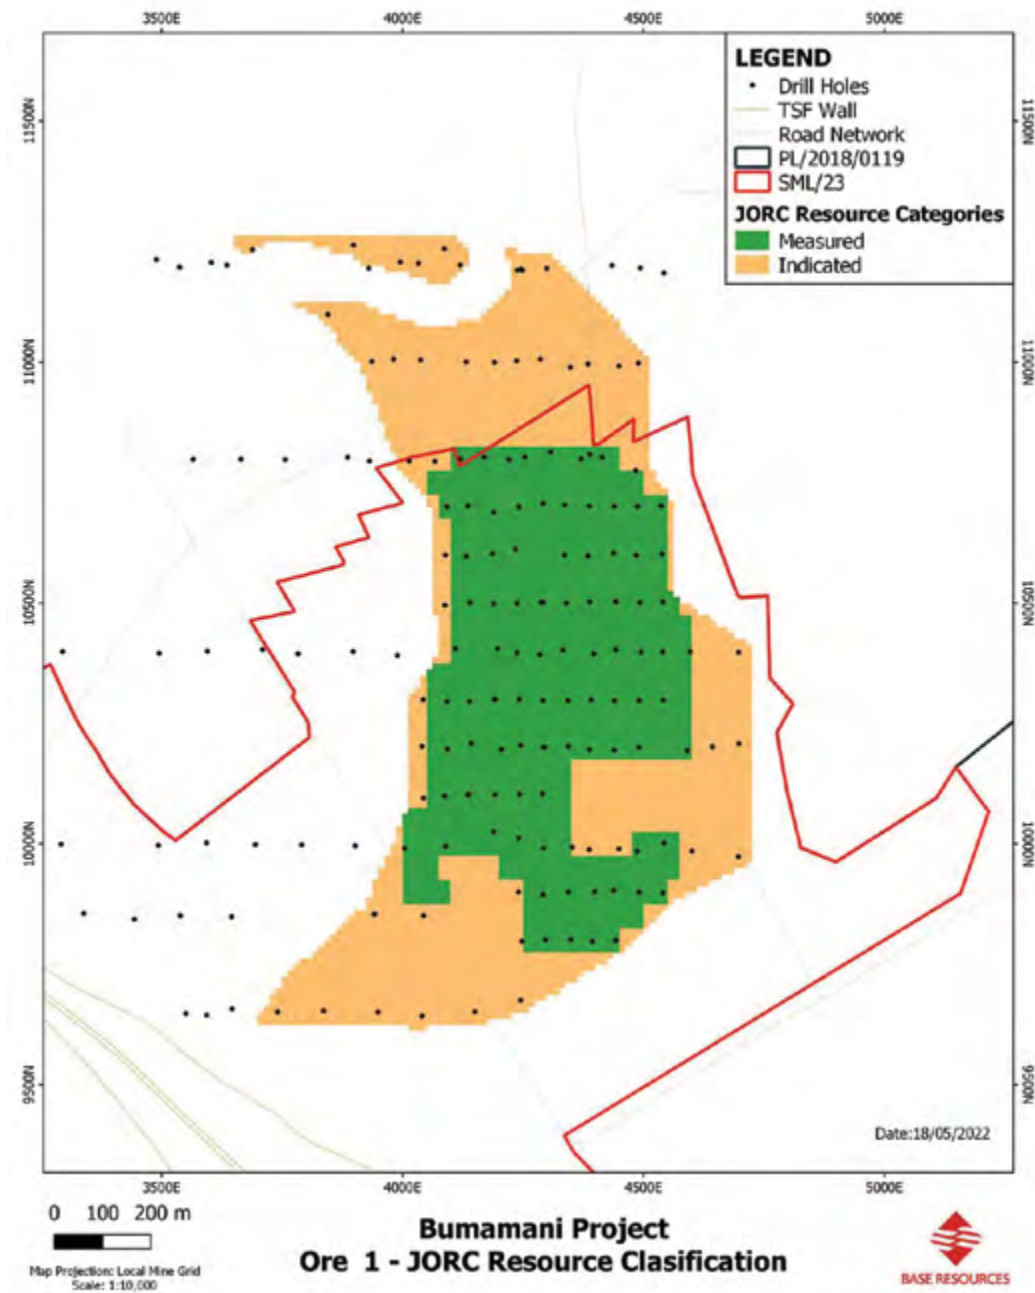 3500E 4000E 4500E 5000E
LEGEND
Drill Holes
TSF Wall
Road Network
PL/2018/0119
SML/23
JORC Resource Categories
Measured
Indicated
11500N
11500N
11000N
11000N
10500N
10500N
10000N
10000N
9500N
9500N
Date:18/05/2022
3500E 4000E 4500E 5000E
0 100 200 m
Map Projection: Local Mine Grid
Scale: 1:10,000
Bumamani Project
Ore 1 - JORC Resource Clasification
BASE RESOURCES